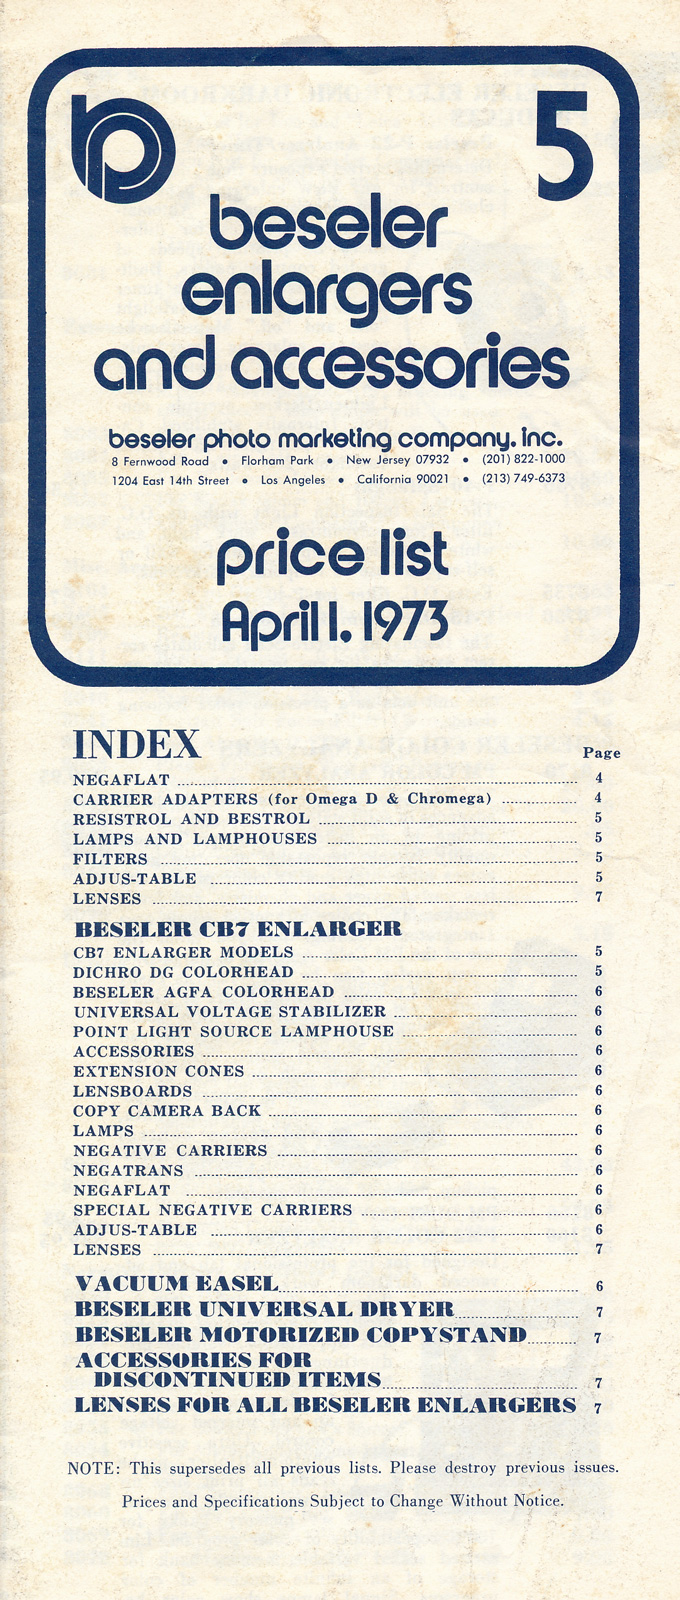 5
beseler
enlargers
and accessories
beseler photo marketing company, inc.
8 Fernwood Road • Florham Park • New Jersey 07932 • (201) 822-1000
1204 East 14th Street • Los Angeles • California 90021 • (213) 749-6373
price list
April 1, 1973
INDEX
Page
NEGAFLAT 4
CARRIER ADAPTERS (for Omega D & Chromega) 4
RESISTROL AND BESTROL 5
LAMPS AND LAMPHOUSES 5
FILTERS 5
ADJUS-TABLE 5
LENSES 7
BESELER CB7 ENLARGER
CB7 ENLARGER MODELS 5
DICHRO DG COLORHEAD 5
BESELER AGFA COLORHEAD 6
UNIVERSAL VOLTAGE STABILIZER 6
POINT LIGHT SOURCE LAMPHOUSE 6
ACCESSORIES 6
EXTENSION CONES 6
LENSBOARDS 6
COPY CAMERA BACK 6
LAMPS 6
NEGATIVE CARRIERS 6
NEGATRANS 6
NEGAFLAT 6
SPECIAL NEGATIVE CARRIERS 6
ADJUS-TABLE 6
LENSES 7
VACUUM EASEL 6
BESELER UNIVERSAL DRYER 7
BESELER MOTORIZED COPYSTAND 7
ACCESSORIES FOR
DISCONTINUED ITEMS 7
LENSES FOR ALL BESELER ENLARGERS 7
NOTE: This supersedes all previous lists. Please destroy previous issues.
Prices and Specifications Subject to Change Without Notice.